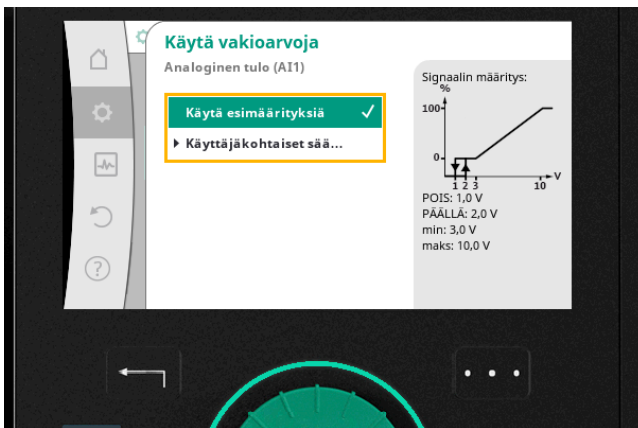 Käytä vakioarvoja
Analoginen tulo (AI1)
Käytä esimäärityksiä
Käyttäjäkohtaiset sää...
Signaalin määritys:
%
100
0
1 2 3 10
V
POIS: 1,0 V
PÄÄLLÄ: 2,0 V
min: 3,0 V
maks: 10,0 V
?